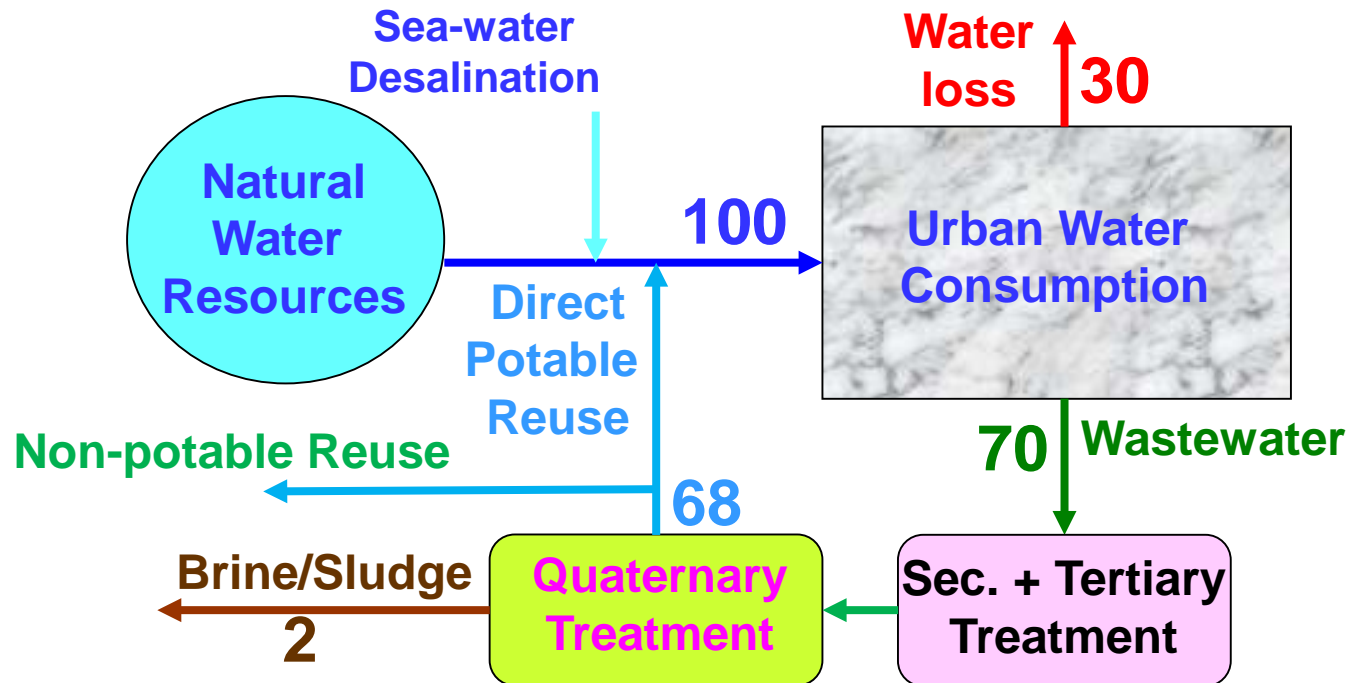 Sea-water
Desalination
Water
loss
30
Natural
Water
Resources
100
Urban Water
Consumption
Direct
Potable
Reuse
Non-potable Reuse
70
Wastewater
68
Brine/Sludge
2
Quaternary
Treatment
Sec. + Tertiary
Treatment